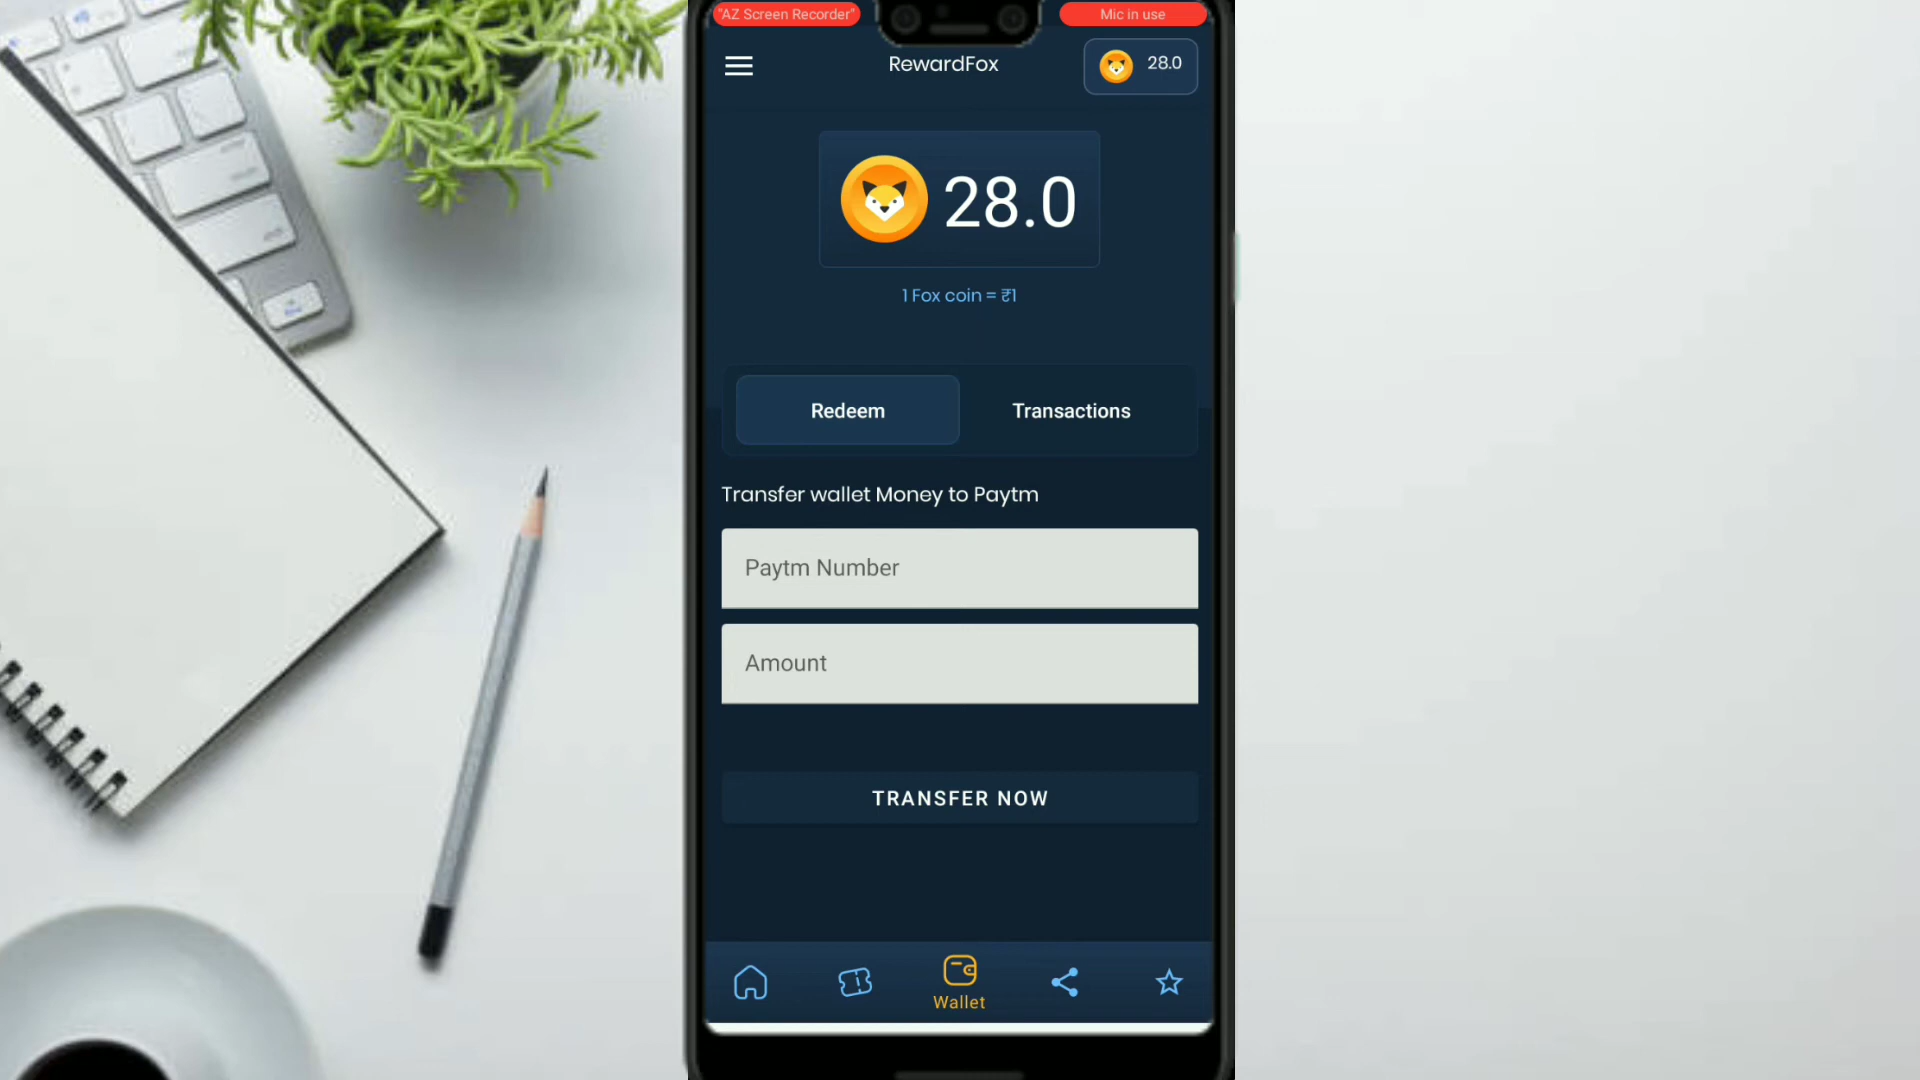 "AZ Screen Recorder"
Mic in use
RewardFox
28.0
28.0
1 Fox coin = ₹1
Redeem
Transactions
Transfer wallet Money to Paytm
Paytm Number
Amount
TRANSFER NOW
Wallet